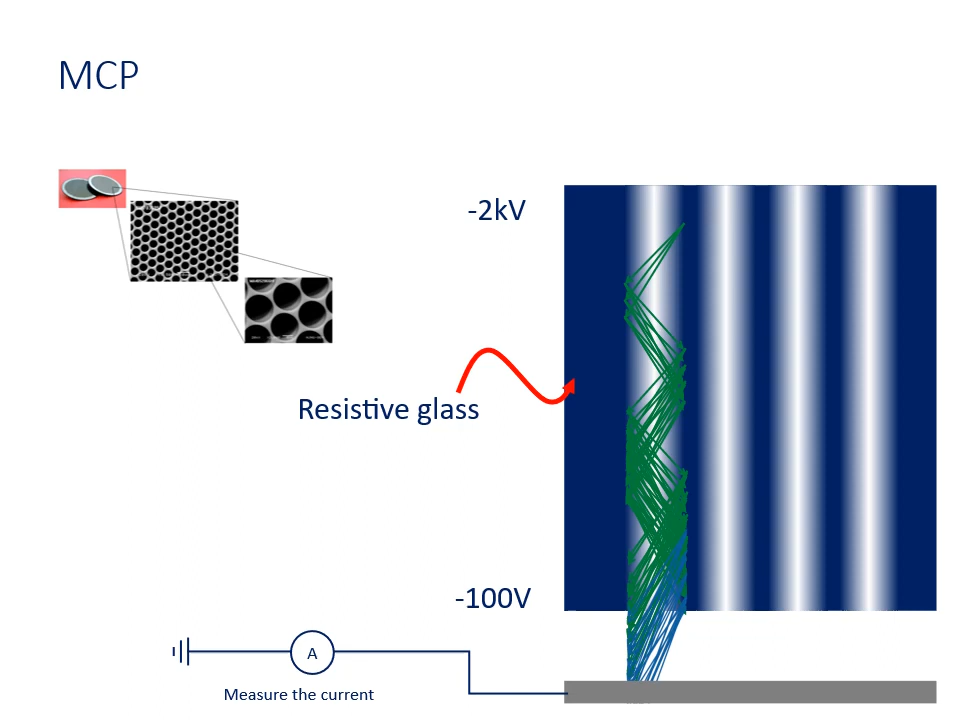 MCP
-2kV
Resistive glass
-100V
A
Measure the current